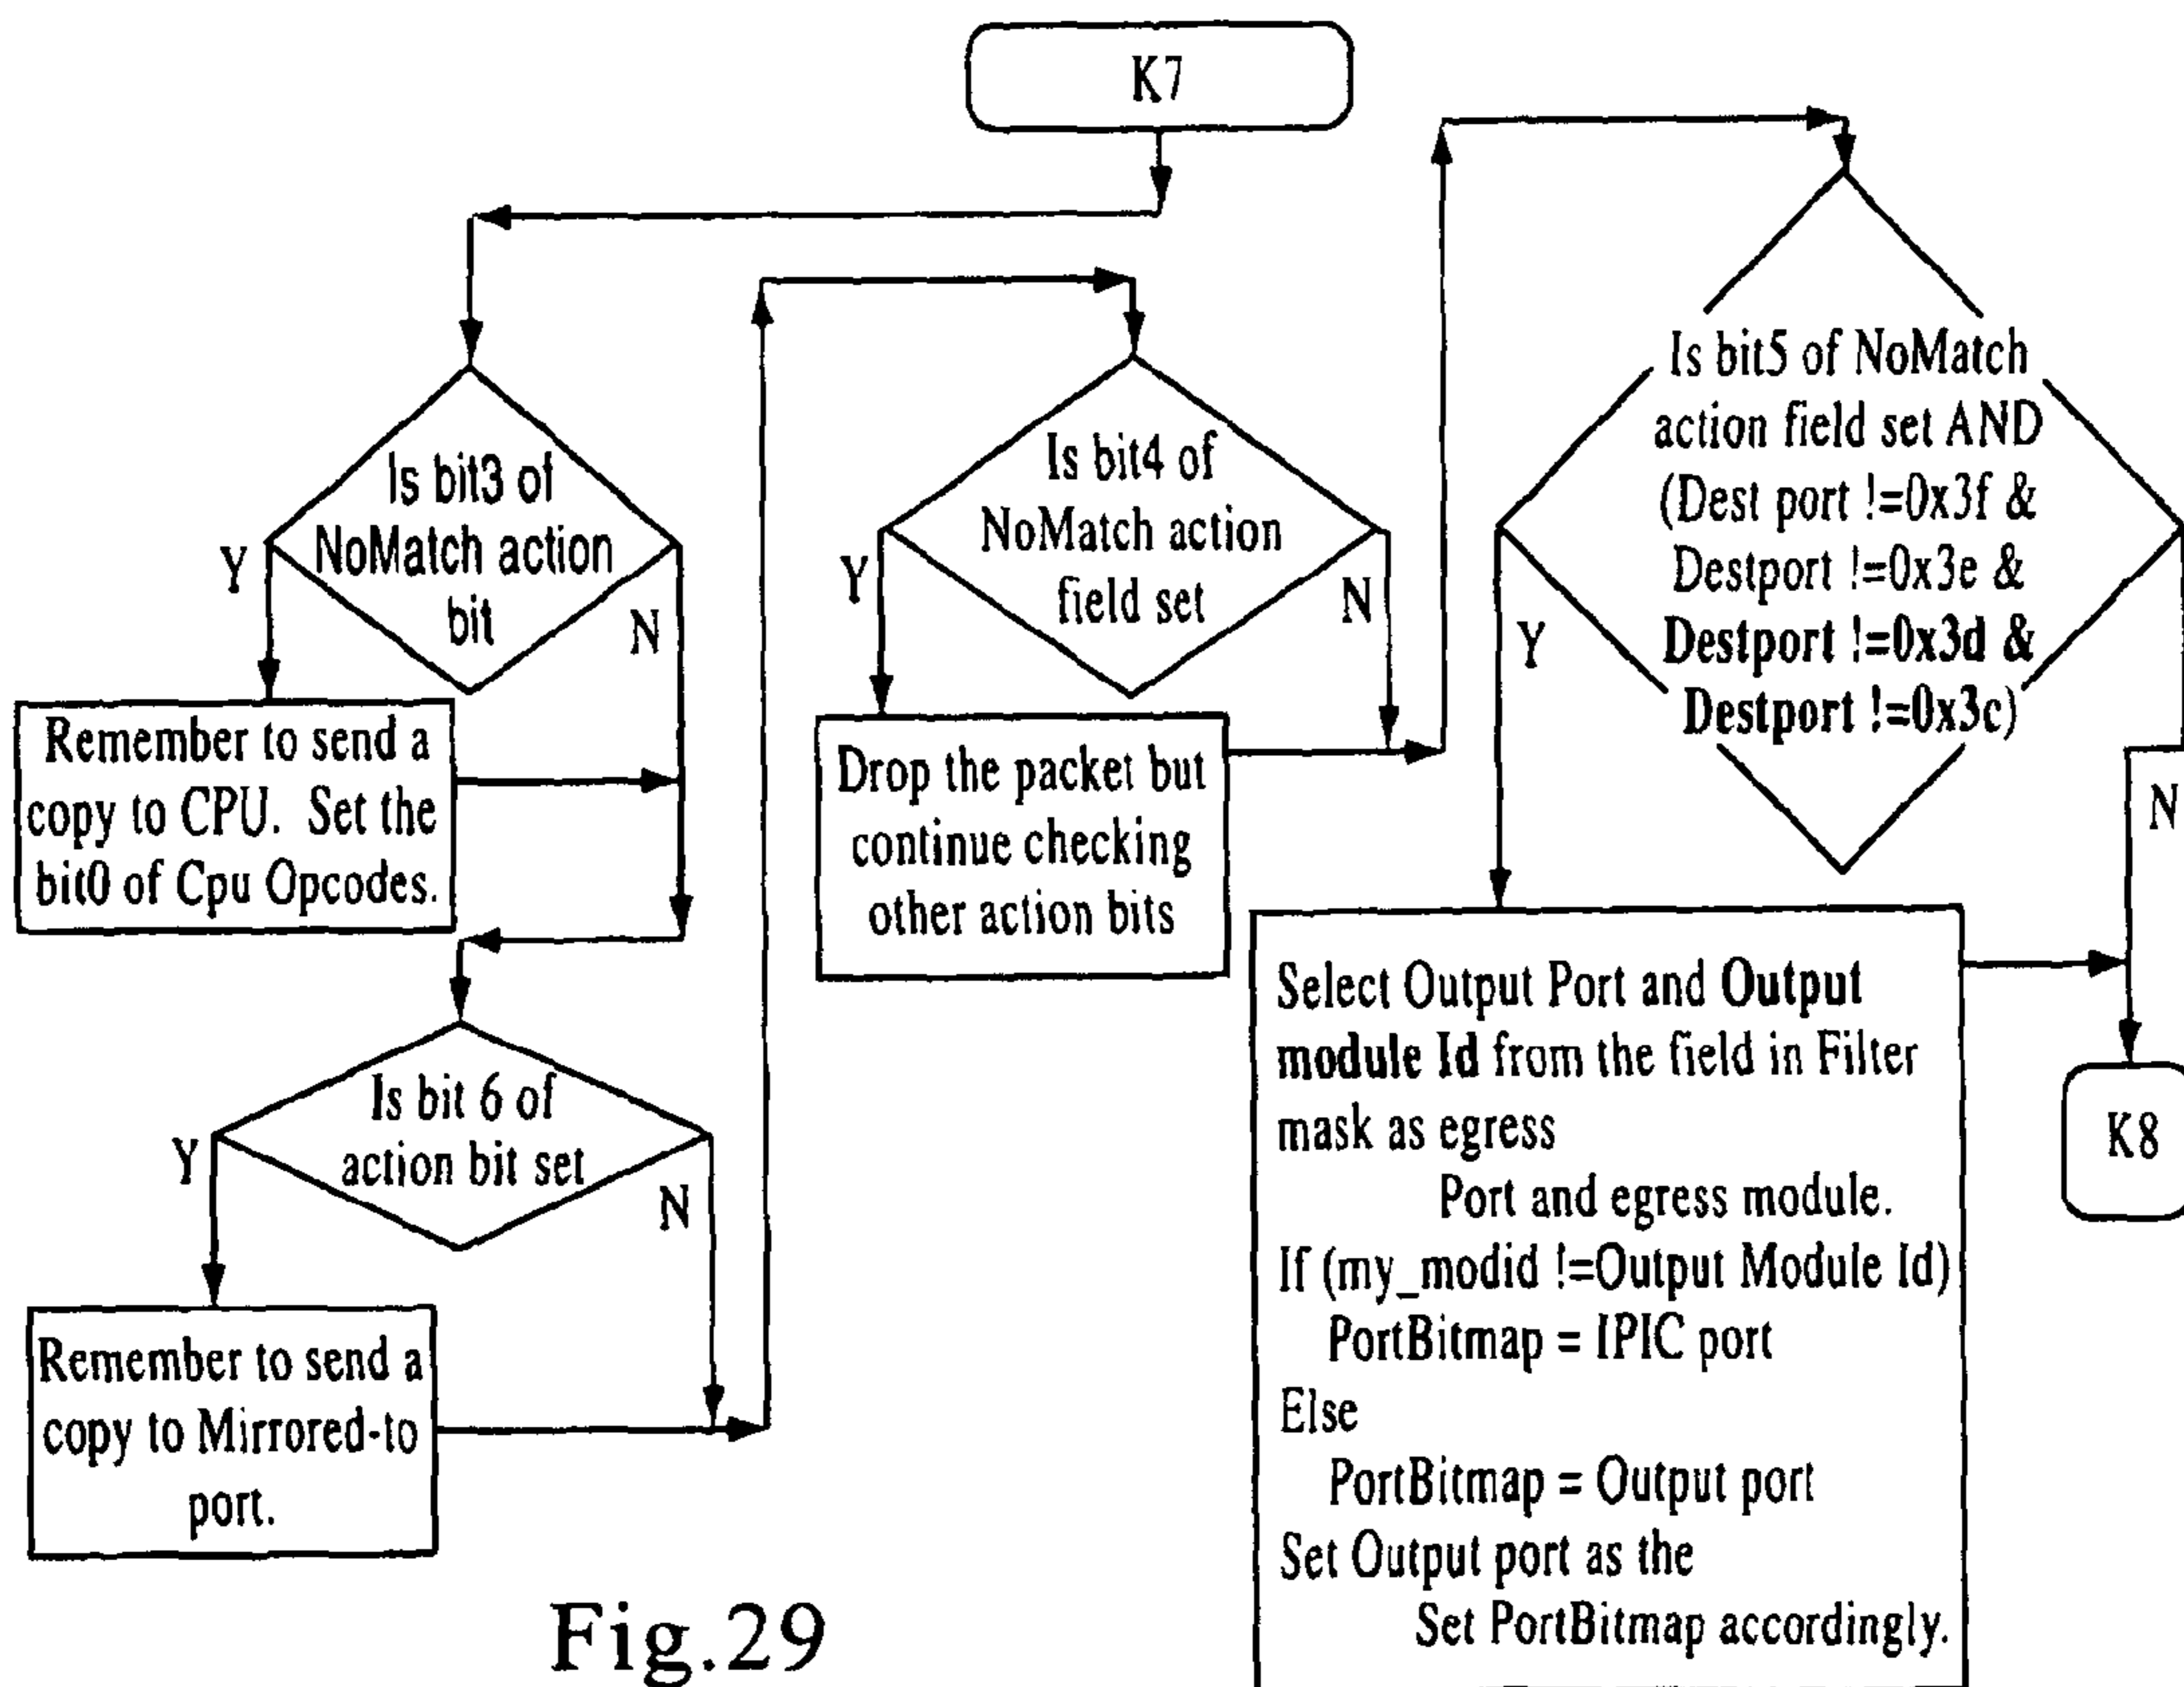 K7
Is bit3 of
NoMatch action
bit
Y
N
Remember to send a
copy to CPU. Set the
bit0 of Cpu Opcodes.
Is bit 6 of
action bit set
Y
N
Remember to send a
copy to Mirrored-to
port.
Is bit4 of
NoMatch action
field set
Y
N
Drop the packet but
continue checking
other action bits
Is bit5 of NoMatch
action field set AND
(Dest port !=0x3f &
Destport !=0x3e &
Destport !=0x3d &
Destport !=0x3c)
Y
N
Select Output Port and Output
module Id from the field in Filter
mask as egress
Port and egress module.
If (my_modid !=Output Module Id)
PortBitmap = IPIC port
Else
PortBitmap = Output port
Set Output port as the
Set PortBitmap accordingly.
K8
Fig.29